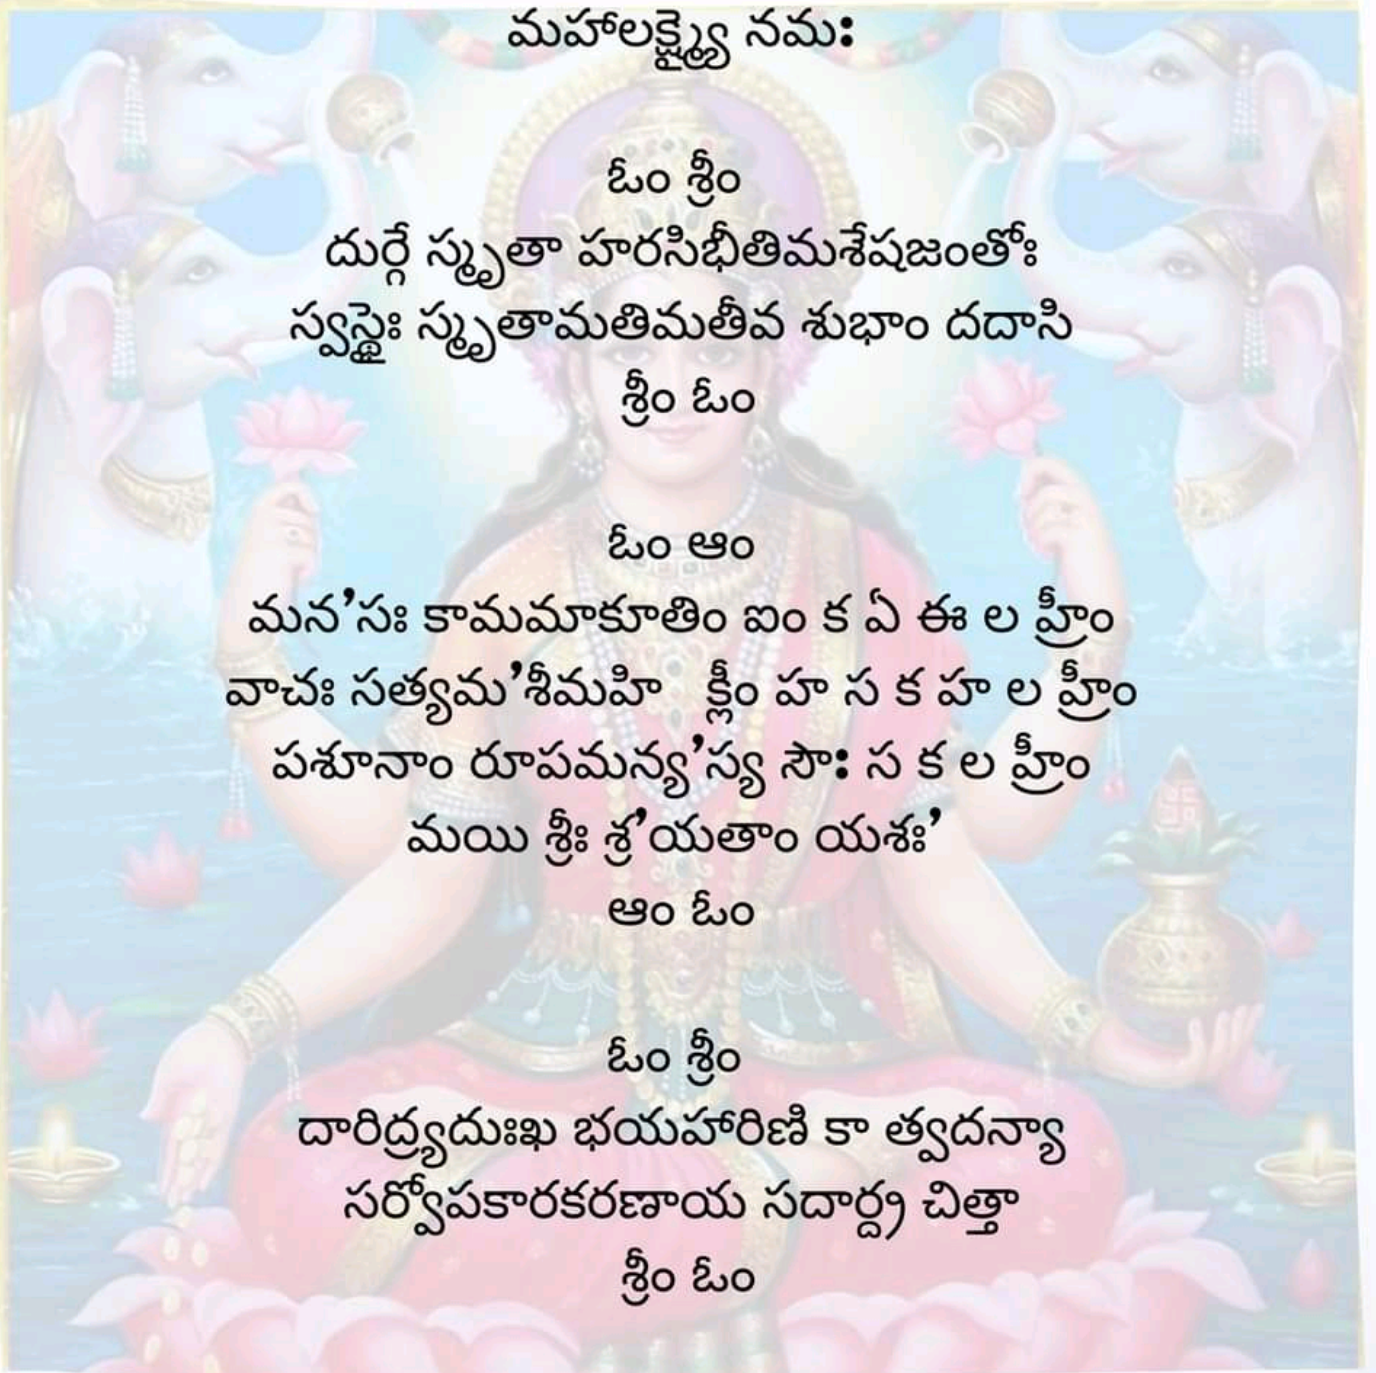 మహాలక్ష్మ్యై నమః
ఓం శ్రీం
దుర్గే స్మృతా హరసిభీతిమశేషజంతోః
స్వస్థైః స్మృతామతిమతీవ శుభాం దదాసి
శ్రీం ఓం
ఓం ఆం
మన’సః కామమాకూతిం ఐం క ఏ ఈ ల హ్రీం
వాచః సత్యమ’శీమహి క్లీం హ స క హ ల హ్రీం
పశూనాం రూపమన్య’స్య సౌః స క ల హ్రీం
మయి శ్రీః శ్ర’యతాం యశః’
ఆం ఓం
ఓం శ్రీం
దారిద్ర్యదుఃఖ భయహారిణి కా త్వదన్యా
సర్వోపకారకరణాయ సదార్ద్ర చిత్తా
శ్రీం ఓం